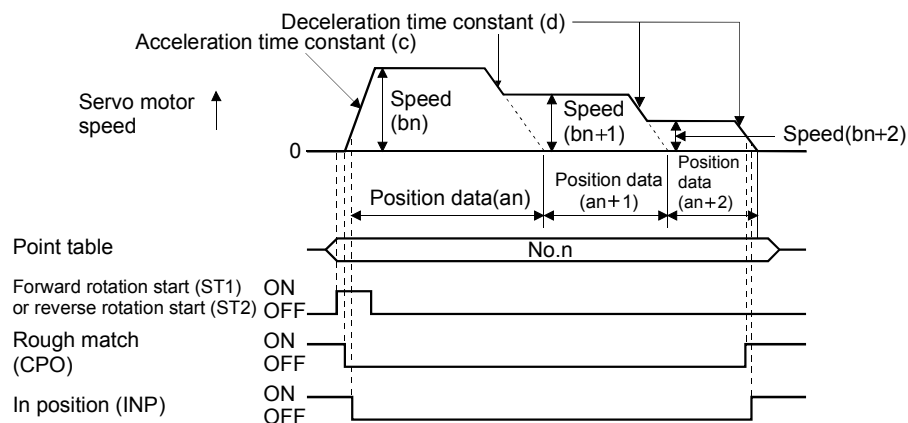 Deceleration time constant (d)
Acceleration time constant (c)
Servo motor
speed
Speed
(bn)
Speed
(bn+1)
Speed(bn+2)
0
Position data(an)
Position data
(an+1)
Position
data
(an+2)
Point table
No.n
Forward rotation start (ST1)
or reverse rotation start (ST2)
ON
OFF
Rough match
(CPO)
ON
OFF
In position (INP)
ON
OFF